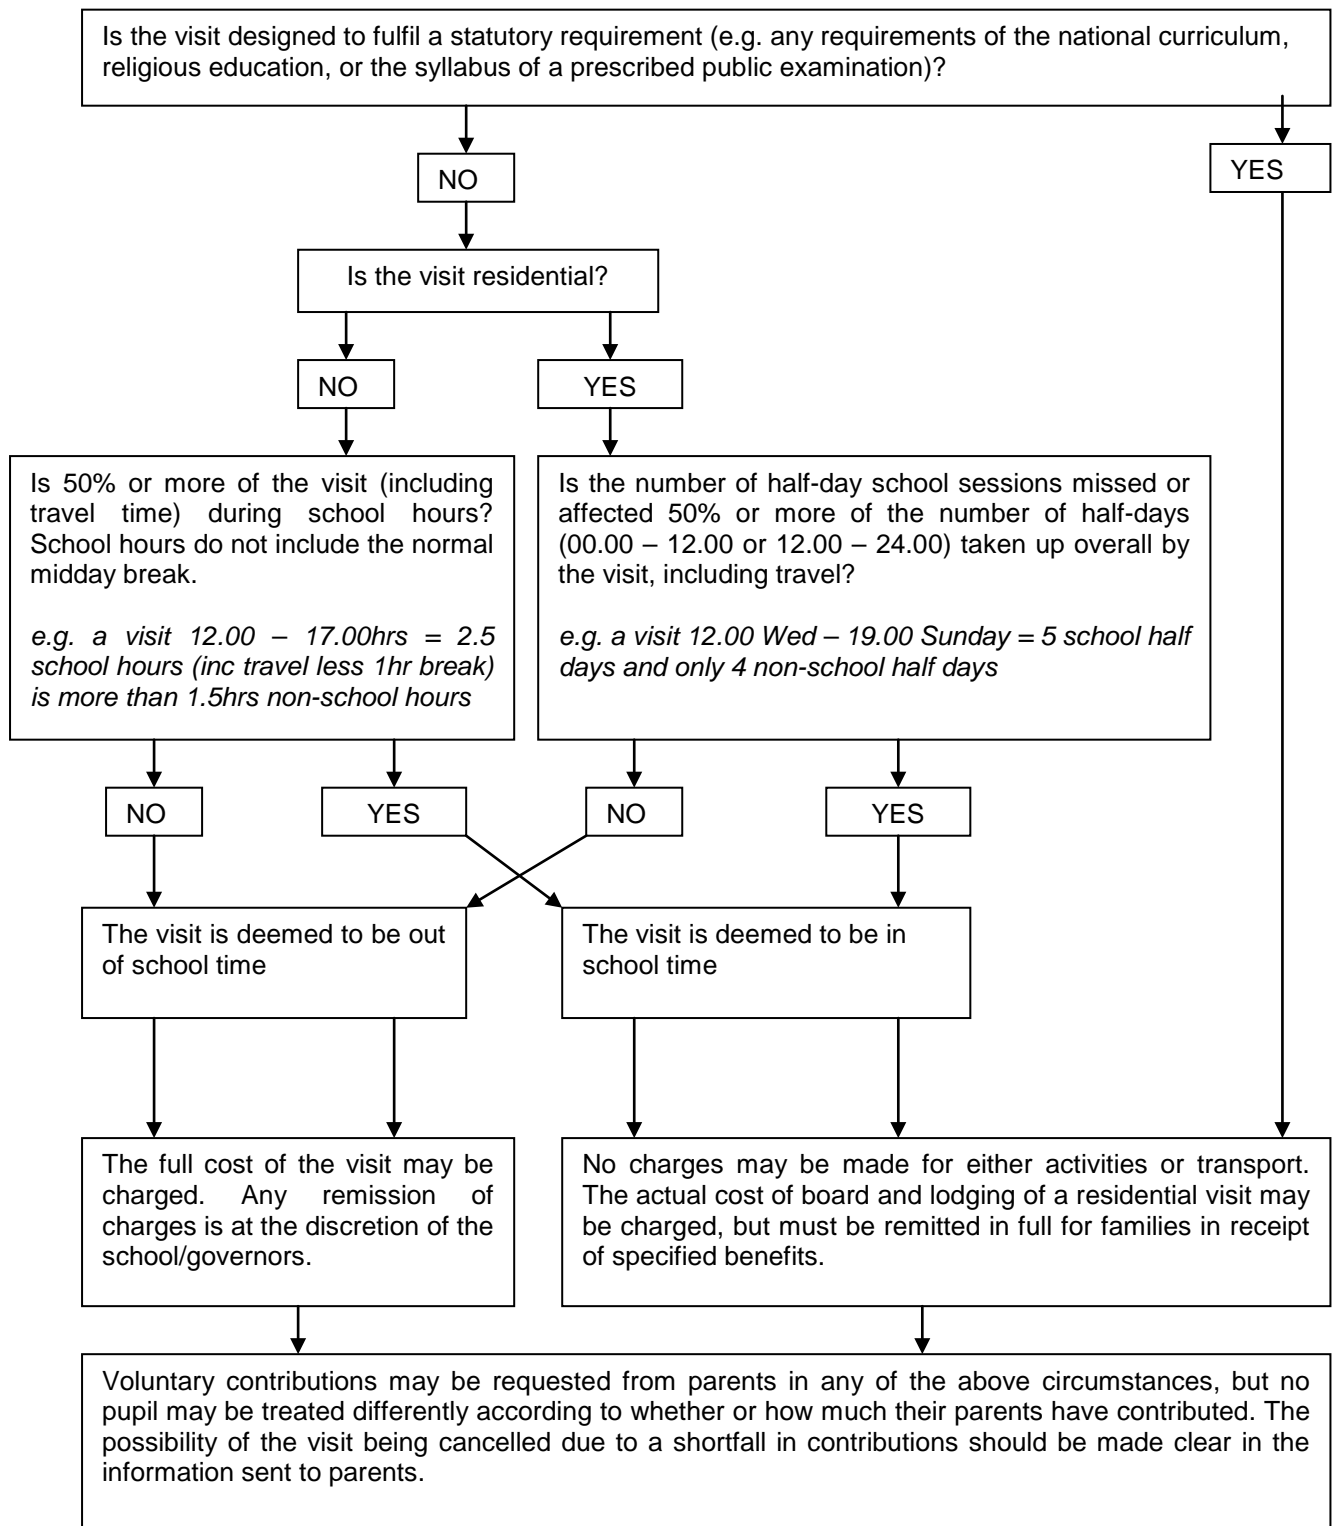 Is the visit designed to fulfil a statutory requirement (e.g. any requirements of the national curriculum,
religious education, or the syllabus of a prescribed public examination)?
NO
YES
Is the visit residential?
NO
YES
Is 50% or more of the visit (including
travel time) during school hours?
School hours do not include the normal
midday break.
e.g. a visit 12.00 – 17.00hrs = 2.5
school hours (inc travel less 1hr break)
is more than 1.5hrs non-school hours
Is the number of half-day school sessions missed or
affected 50% or more of the number of half-days
(00.00 – 12.00 or 12.00 – 24.00) taken up overall by
the visit, including travel?
e.g. a visit 12.00 Wed – 19.00 Sunday = 5 school half
days and only 4 non-school half days
NO
YES
NO
YES
The visit is deemed to be out
of school time
The visit is deemed to be in
school time
The full cost of the visit may be
charged. Any remission of
charges is at the discretion of the
school/governors.
No charges may be made for either activities or transport.
The actual cost of board and lodging of a residential visit may
be charged, but must be remitted in full for families in receipt
of specified benefits.
Voluntary contributions may be requested from parents in any of the above circumstances, but no
pupil may be treated differently according to whether or how much their parents have contributed. The
possibility of the visit being cancelled due to a shortfall in contributions should be made clear in the
information sent to parents.